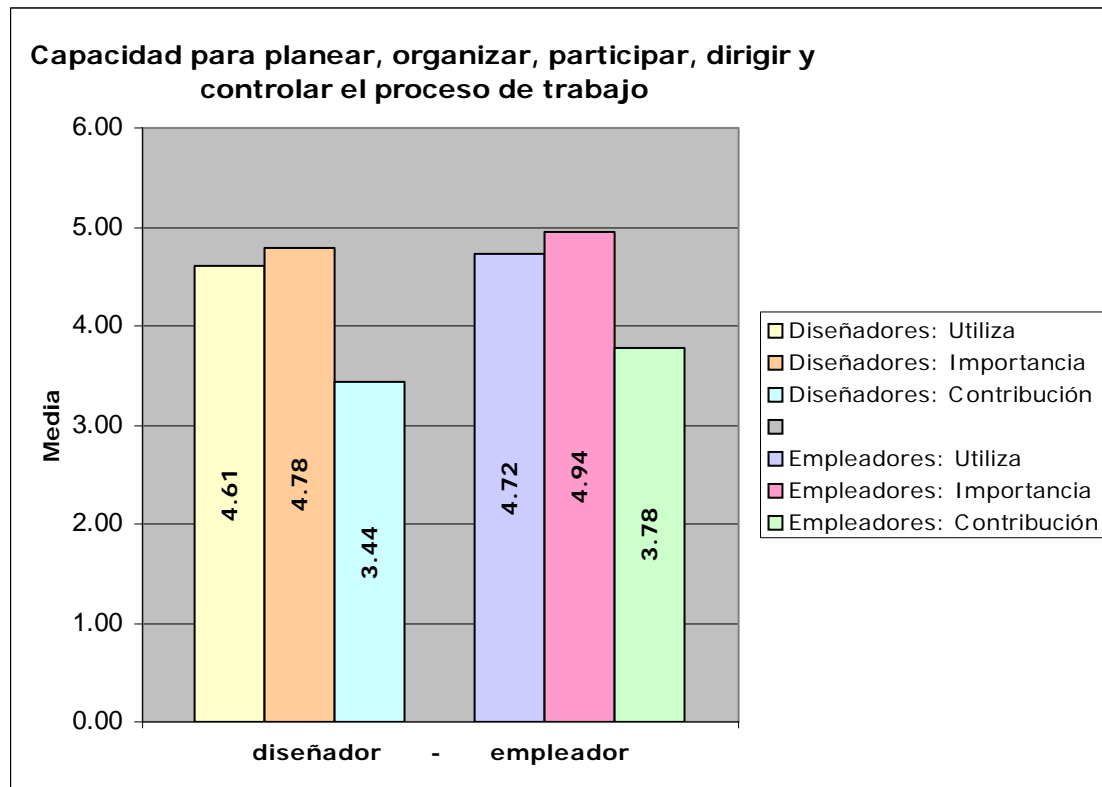 Capacidad para planear, organizar, participar, dirigir y
controlar el proceso de trabajo
6.00
5.00
4.00
3.00
2.00
1.00
0.00
Media
4.61
4.78
3.44
4.72
4.94
3.78
diseñador - empleador
Diseñadores: Utiliza
Diseñadores: Importancia
Diseñadores: Contribución
Empleadores: Utiliza
Empleadores: Importancia
Empleadores: Contribución